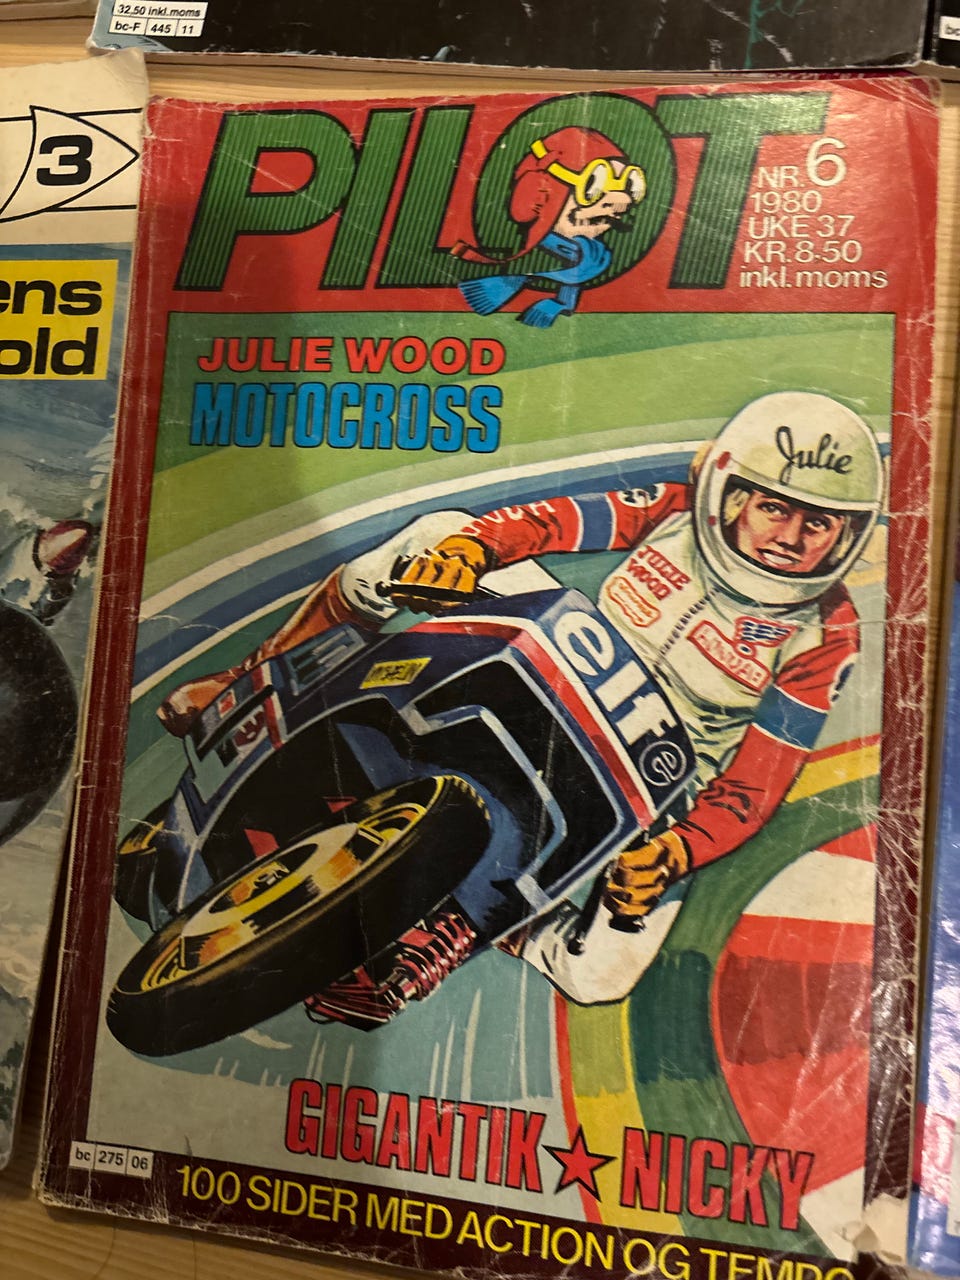 32,50 inkl.moms
bc-F 445 11
bc
3
ens
old
PILOT
NR. 6
1980
UKE 37
KR. 8·50
inkl. moms
JULIE WOOD
MOTOCROSS
Julie
JULIE
WOOD
elf
GIGANTIK ★ NICKY
bc 275 06
100 SIDER MED ACTION OG TEMPO